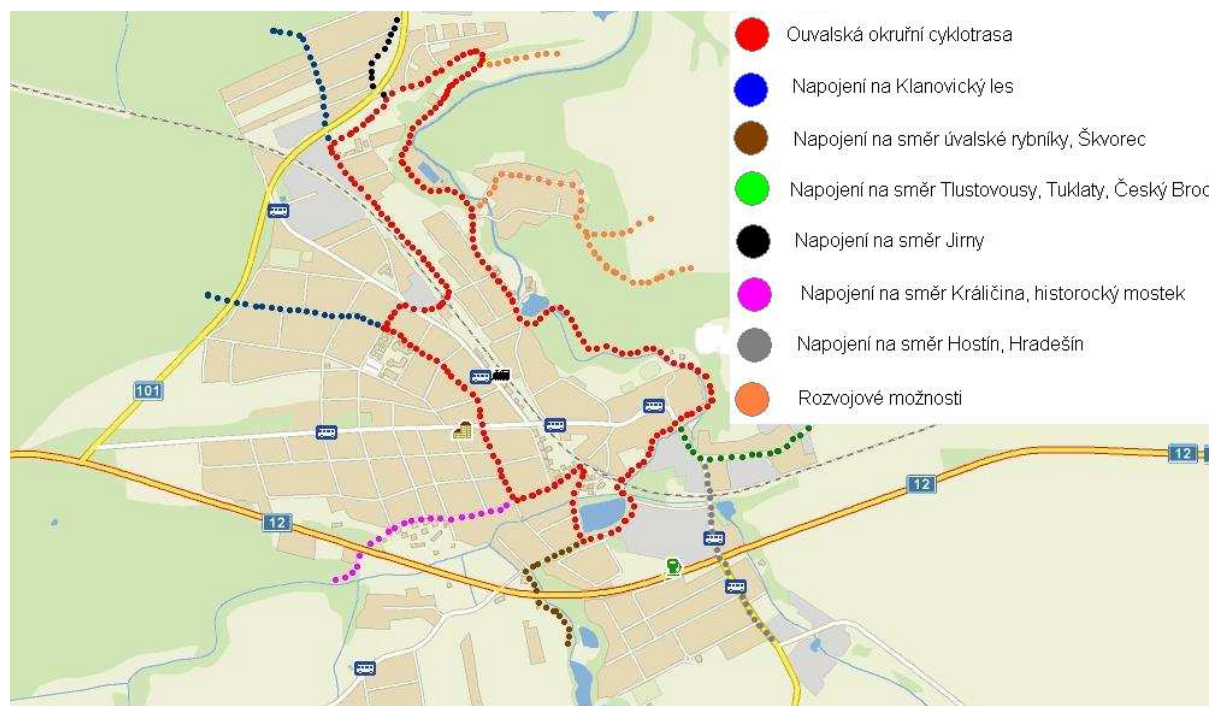 Ouvalská okruřní cyklotrasa
Napojení na Klanovický les
Napojení na směr úvalské rybníky, Škvorec
Napojení na směr Tlustovousy, Tuklaty, Český Broc
Napojení na směr Jirny
Napojení na směr Králičina, historocký mostek
Napojení na směr Hostín, Hradešín
Rozvojové možnosti
101
12
12
12